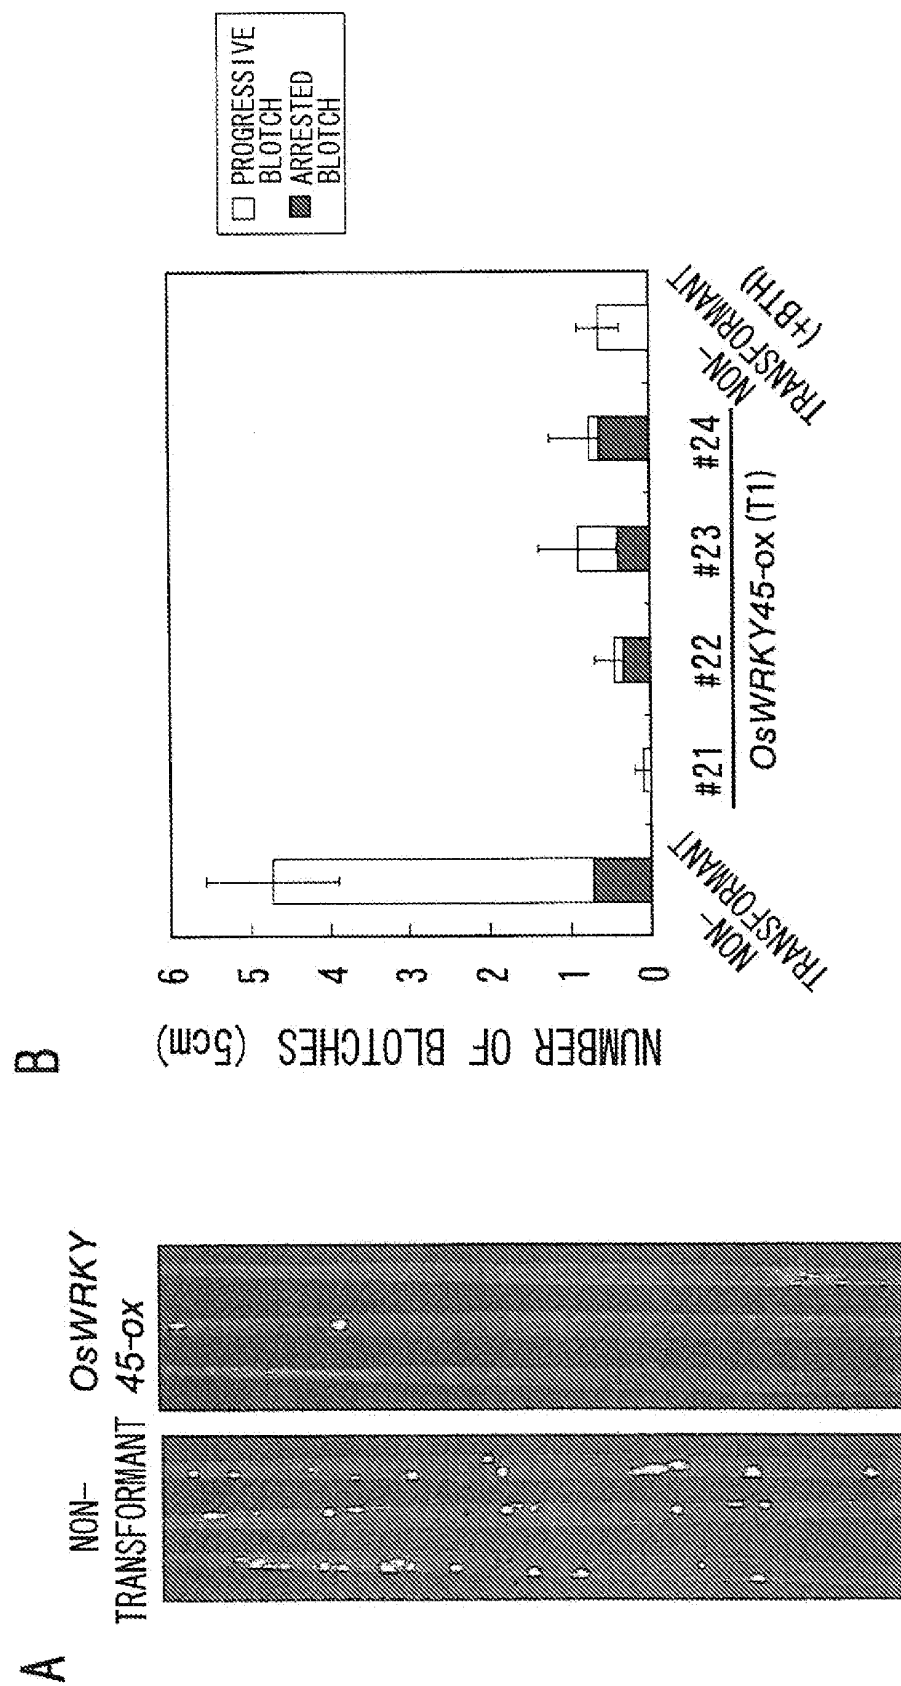 A
NON-
TRANSFORMANT
OsWRKY
45-ox
B
NUMBER OF BLOTCHES (5cm)
6
5
4
3
2
1
0
NON-
TRANSFORMANT
#21
#22
#23
#24
OsWRKY45-ox (T1)
NON-
TRANSFORMANT
(+BTH)
PROGRESSIVE
BLOTCH
ARRESTED
BLOTCH